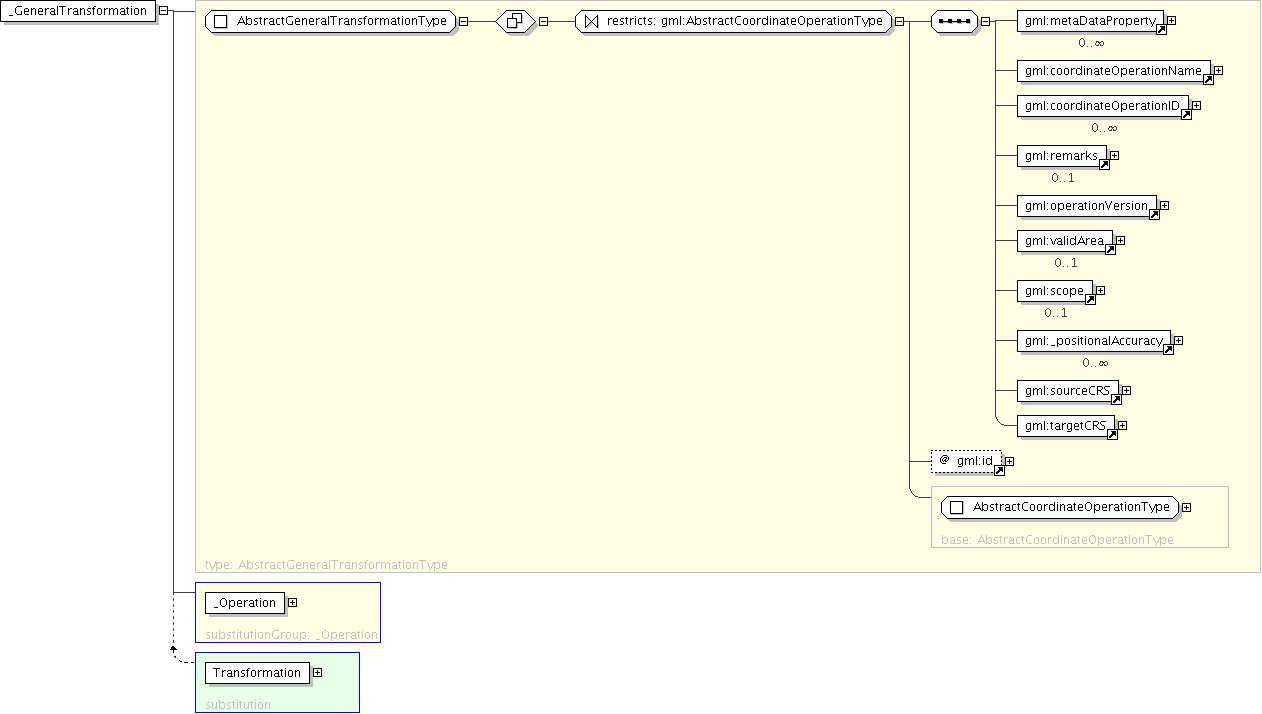 _GeneralTransformation
AbstractGeneralTransformationType
restricts: gml:AbstractCoordinateOperationType
gml:metaDataProperty
0..∞
gml:coordinateOperationName
gml:coordinateOperationID
0..∞
gml:remarks
0..1
gml:operationVersion
gml:validArea
0..1
gml:scope
0..1
gml:_positionalAccuracy
0..∞
gml:sourceCRS
gml:targetCRS
@ gml:id
AbstractCoordinateOperationType
base: AbstractCoordinateOperationType
type: AbstractGeneralTransformationType
_Operation
substitutionGroup: _Operation
Transformation
substitution